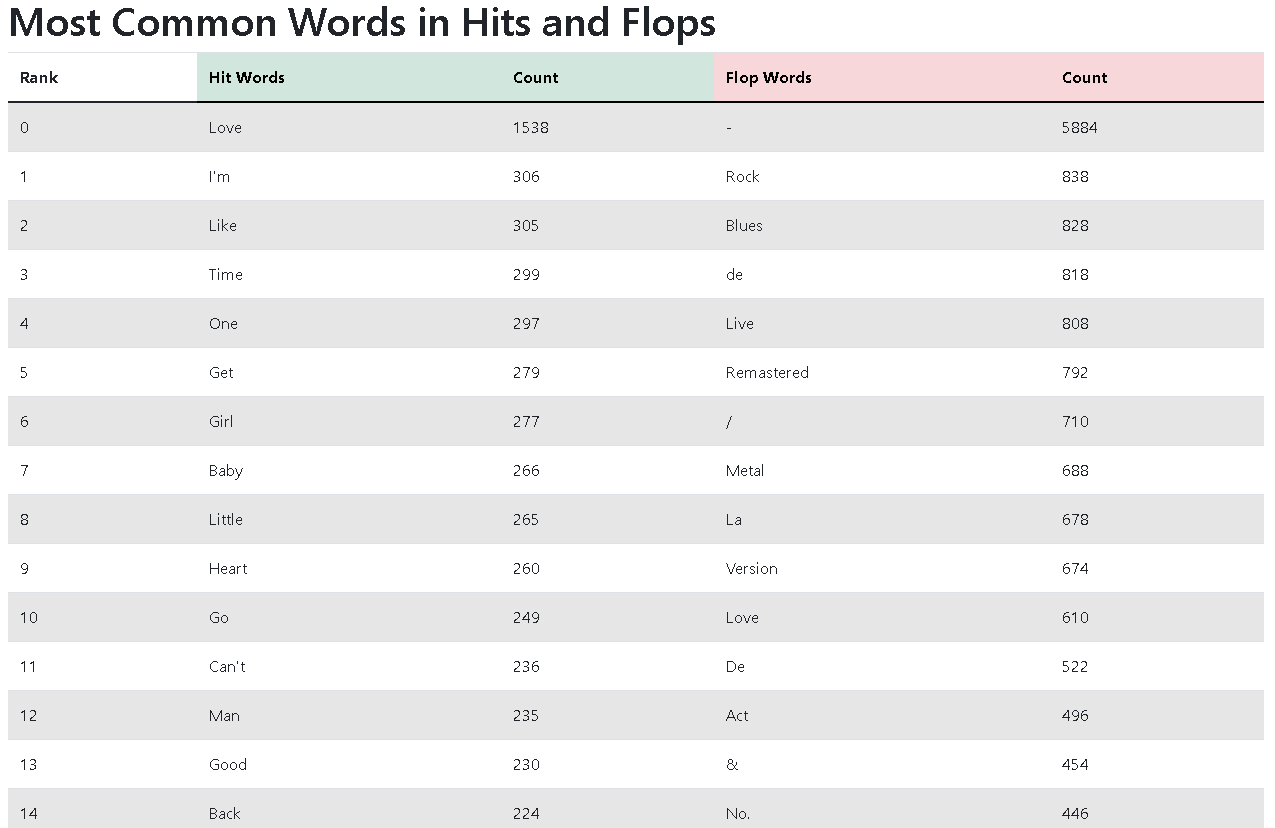 Most Common Words in Hits and Flops
Rank Hit Words Count Flop Words Count
0 Love 1538 - 5884
1 I'm 306 Rock 838
2 Like 305 Blues 828
3 Time 299 de 818
4 One 297 Live 808
5 Get 279 Remastered 792
6 Girl 277 / 710
7 Baby 266 Metal 688
8 Little 265 La 678
9 Heart 260 Version 674
10 Go 249 Love 610
11 Can't 236 De 522
12 Man 235 Act 496
13 Good 230 & 454
14 Back 224 No. 446